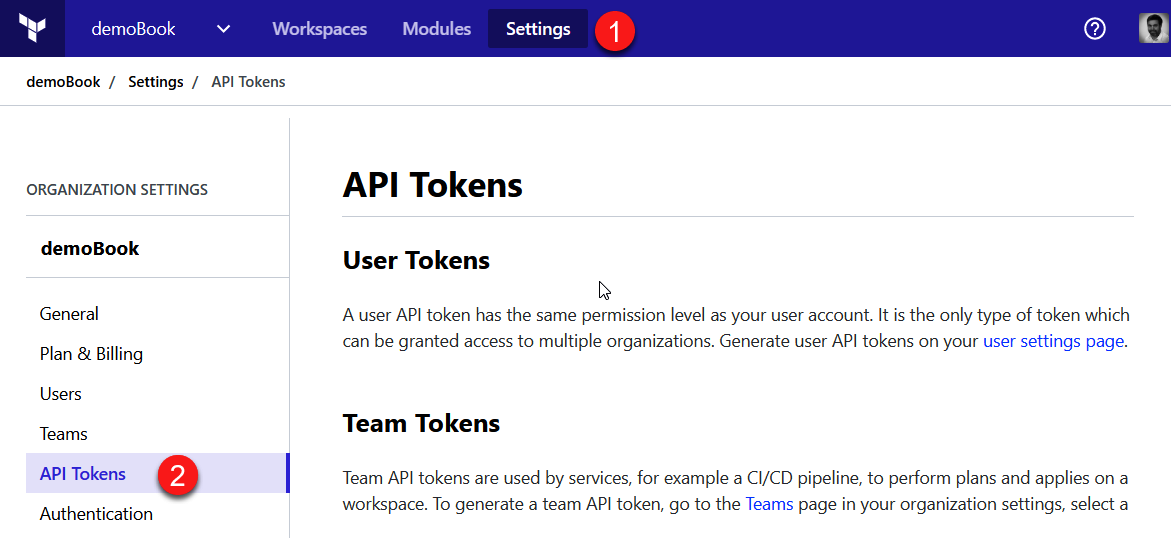 demoBook Workspaces Modules Settings 1
demoBook / Settings / API Tokens
ORGANIZATION SETTINGS
demoBook
General
Plan & Billing
Users
Teams
API Tokens 2
Authentication
API Tokens
User Tokens
A user API token has the same permission level as your user account. It is the only type of token which
can be granted access to multiple organizations. Generate user API tokens on your user settings page.
Team Tokens
Team API tokens are used by services, for example a CI/CD pipeline, to perform plans and applies on a
workspace. To generate a team API token, go to the Teams page in your organization settings, select a